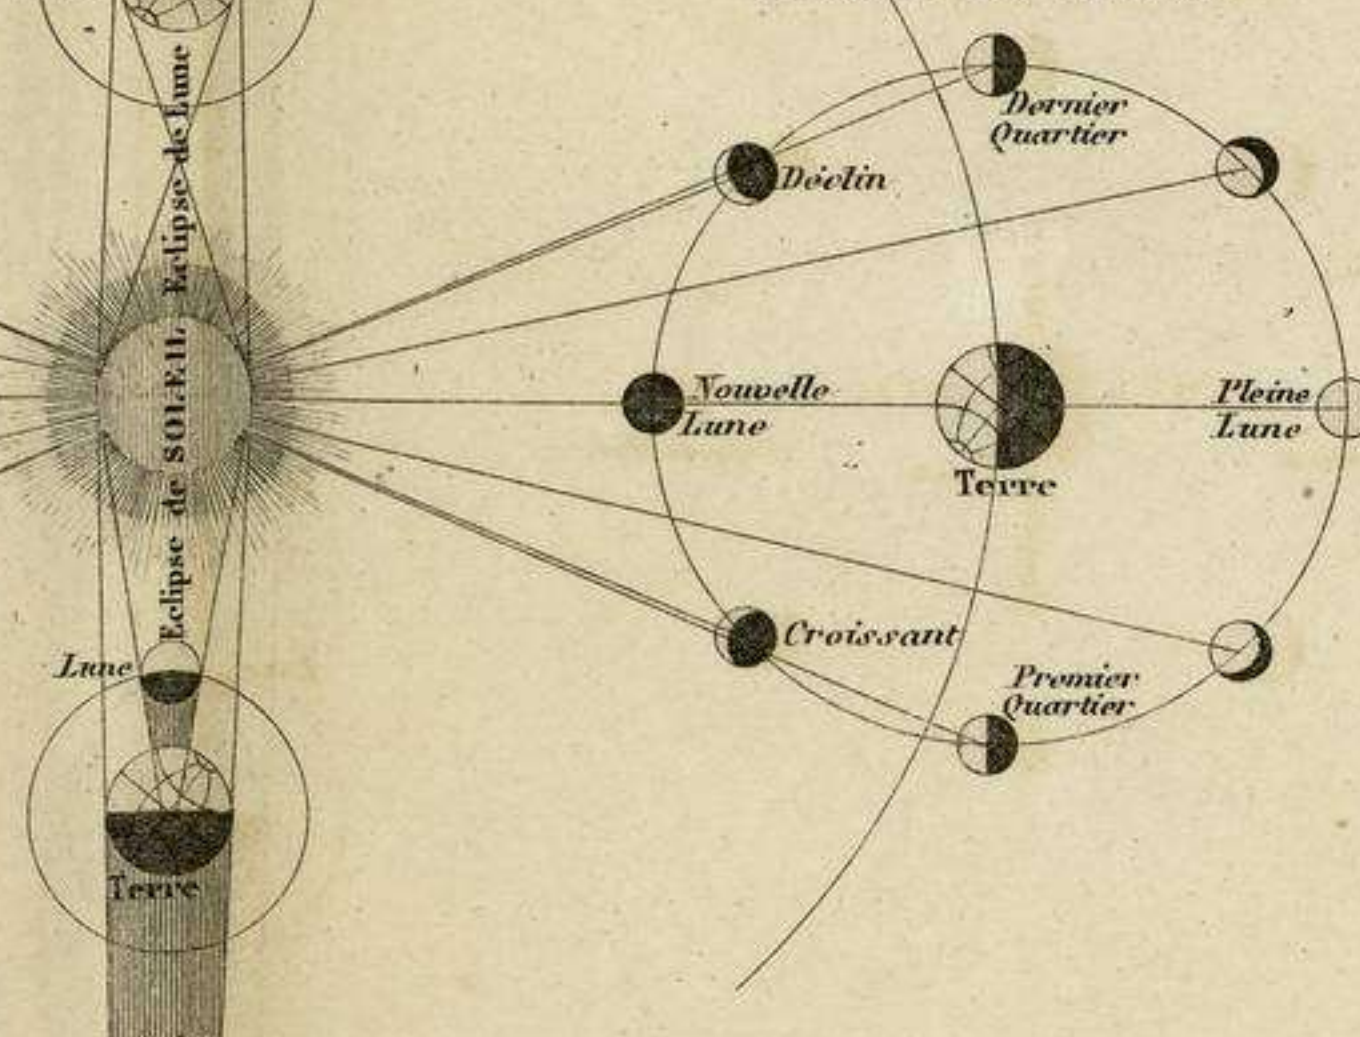 Eclipse de Lune
Dernier
Quartier
Déclin
Eclipse de SOLEIL
Nouvelle
Lune
Pleine
Lune
Terre
Croissant
Lune
Premier
Quartier
Terre